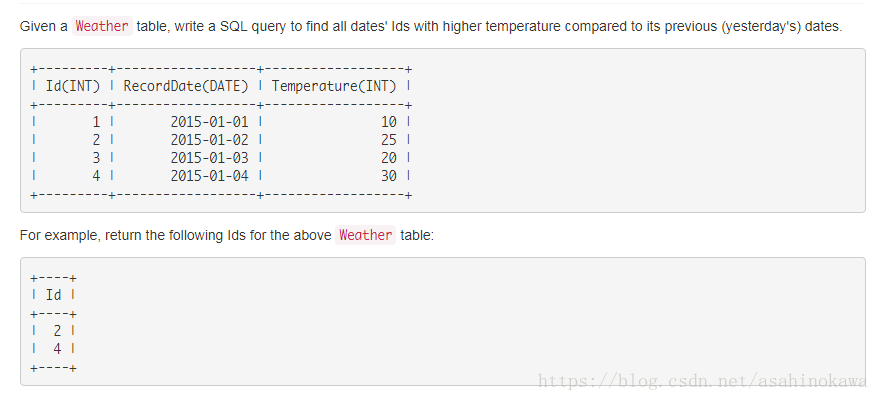 Given a Weather table, write a SQL query to find all dates' Ids with higher temperature compared to its previous (yesterday's) dates.
+---------+------------------+------------------+
| Id(INT) | RecordDate(DATE) | Temperature(INT) |
+---------+------------------+------------------+
|       1 |       2015-01-01 |               10 |
|       2 |       2015-01-02 |               25 |
|       3 |       2015-01-03 |               20 |
|       4 |       2015-01-04 |               30 |
+---------+------------------+------------------+
For example, return the following Ids for the above Weather table:
+----+
| Id |
+----+
|  2 |
|  4 |
+----+
https://blog.csdn.net/asahinokawa